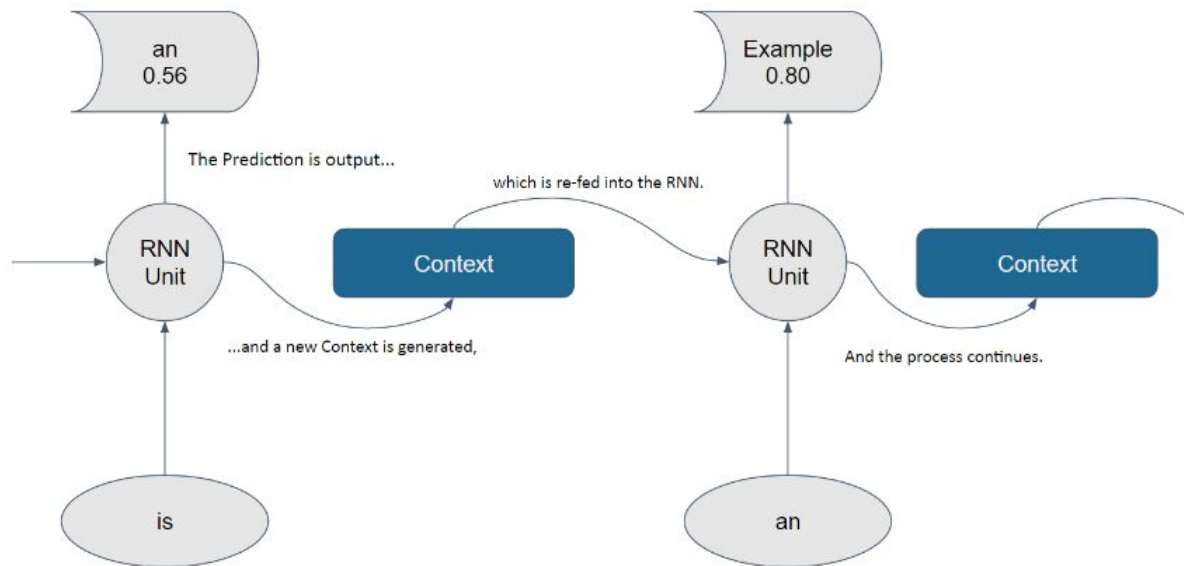 an
0.56
Example
0.80
The Prediction is output...
which is re-fed into the RNN.
RNN
Unit
Context
RNN
Unit
Context
...and a new Context is generated,
And the process continues.
is
an